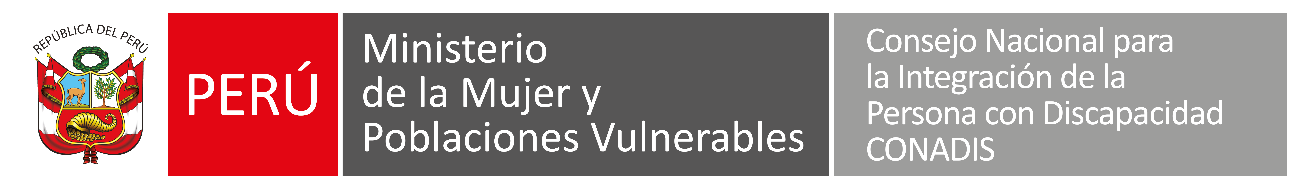 REPÚBLICA DEL PERÚ
PERÚ
Ministerio
de la Mujer y
Poblaciones Vulnerables
Consejo Nacional para
la Integración de la
Persona con Discapacidad
CONADIS